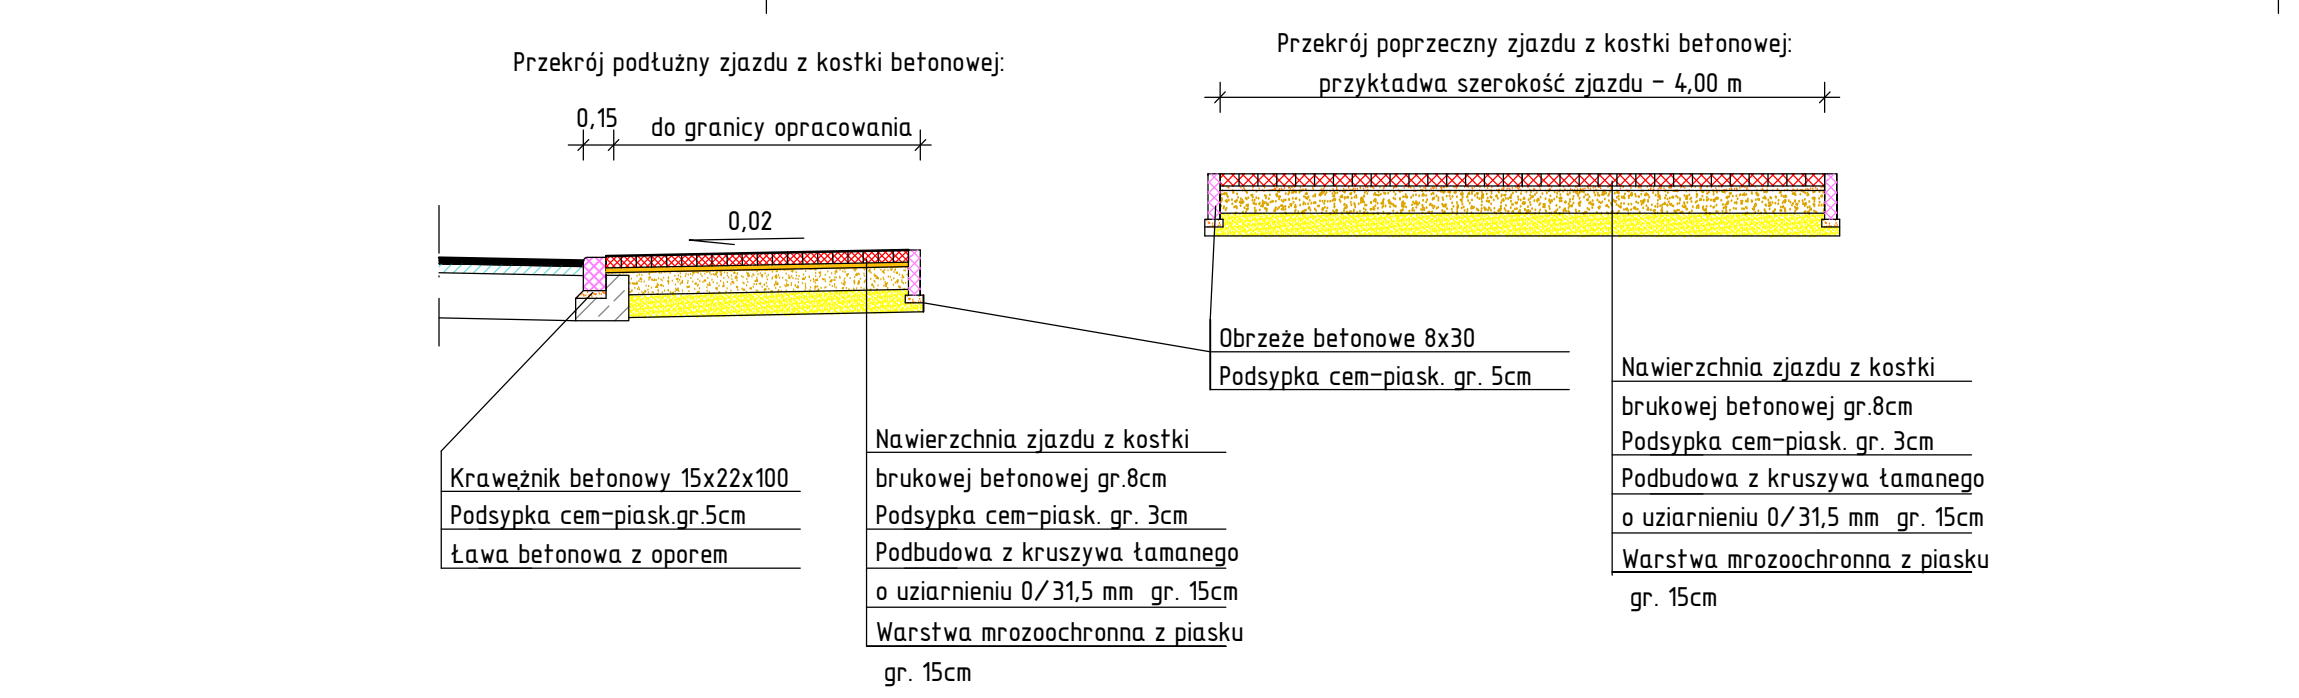 Przekrój podłużny zjazdu z kostki betonowej:
0,15
do granicy opracowania
0,02
Krawężnik betonowy 15x22x100
Podsypka cem-piask.gr.5cm
Ława betonowa z oporem
Nawierzchnia zjazdu z kostki
brukowej betonowej gr.8cm
Podsypka cem-piask. gr. 3cm
Podbudowa z kruszywa łamanego
o uziarnieniu 0/31,5 mm gr. 15cm
Warstwa mrozoochronna z piasku
gr. 15cm
Przekrój poprzeczny zjazdu z kostki betonowej:
przykładwa szerokość zjazdu - 4,00 m
Obrzeże betonowe 8x30
Podsypka cem-piask. gr. 5cm
Nawierzchnia zjazdu z kostki
brukowej betonowej gr.8cm
Podsypka cem-piask. gr. 3cm
Podbudowa z kruszywa łamanego
o uziarnieniu 0/31,5 mm gr. 15cm
Warstwa mrozoochronna z piasku
gr. 15cm